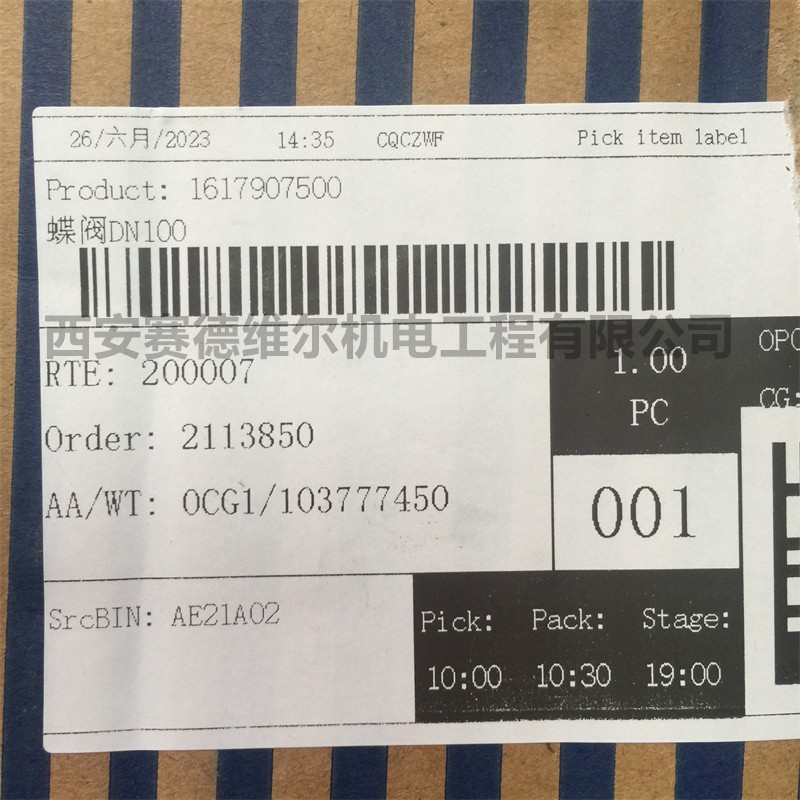 26/六月/2023 14:35 CQCZWF Pick item label
Product: 1617907500
蝶阀DN100
西安赛德维尔机电工程有限公司
RTE: 200007
1.00
PC
OPC
CG:
Order: 2113850
AA/WT: OCG1/103777450
001
SrcBIN: AE21A02
Pick: Pack: Stage:
10:00 10:30 19:00